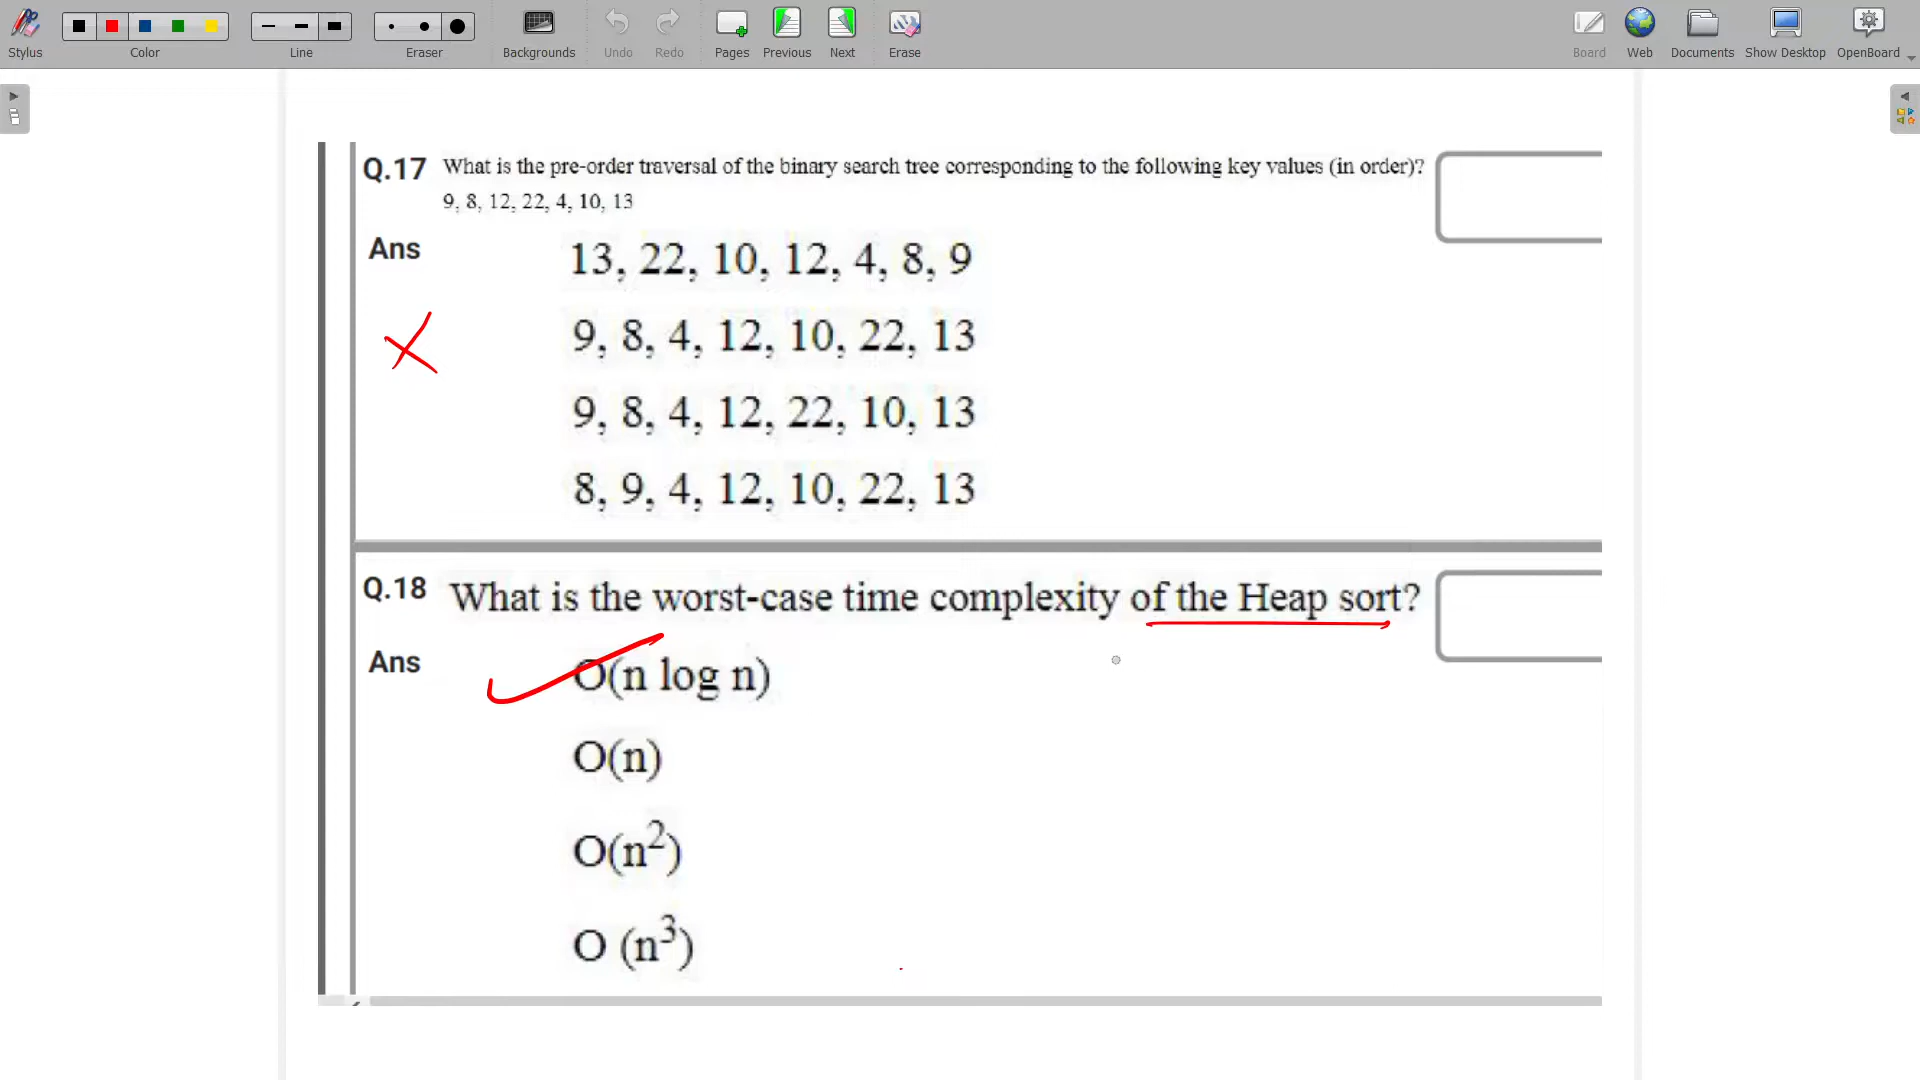 Stylus Color Line Eraser Backgrounds Undo Redo Pages Previous Next Erase Board Web Documents Show Desktop OpenBoard
Q.17 What is the pre-order traversal of the binary search tree corresponding to the following key values (in order)?
9, 8, 12, 22, 4, 10, 13
Ans
13, 22, 10, 12, 4, 8, 9
9, 8, 4, 12, 10, 22, 13
9, 8, 4, 12, 22, 10, 13
8, 9, 4, 12, 10, 22, 13
Q.18 What is the worst-case time complexity of the Heap sort?
Ans
O(n log n)
O(n)
O(n²)
O (n³)